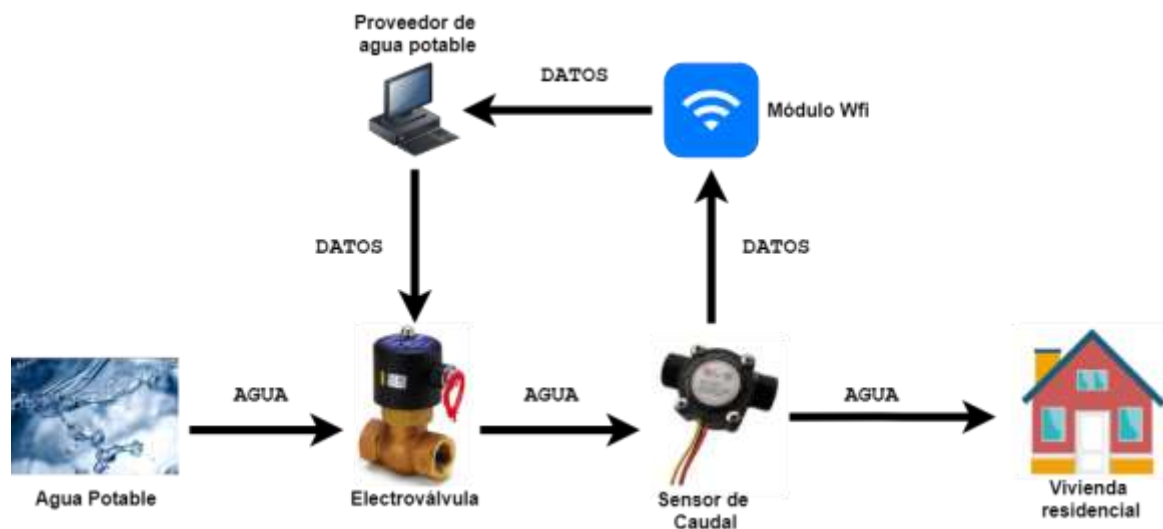 Proveedor de
agua potable
DATOS
Módulo Wfi
DATOS
DATOS
AGUA
AGUA
AGUA
Agua Potable
Electroválvula
Sensor de
Caudal
Vivienda
residencial